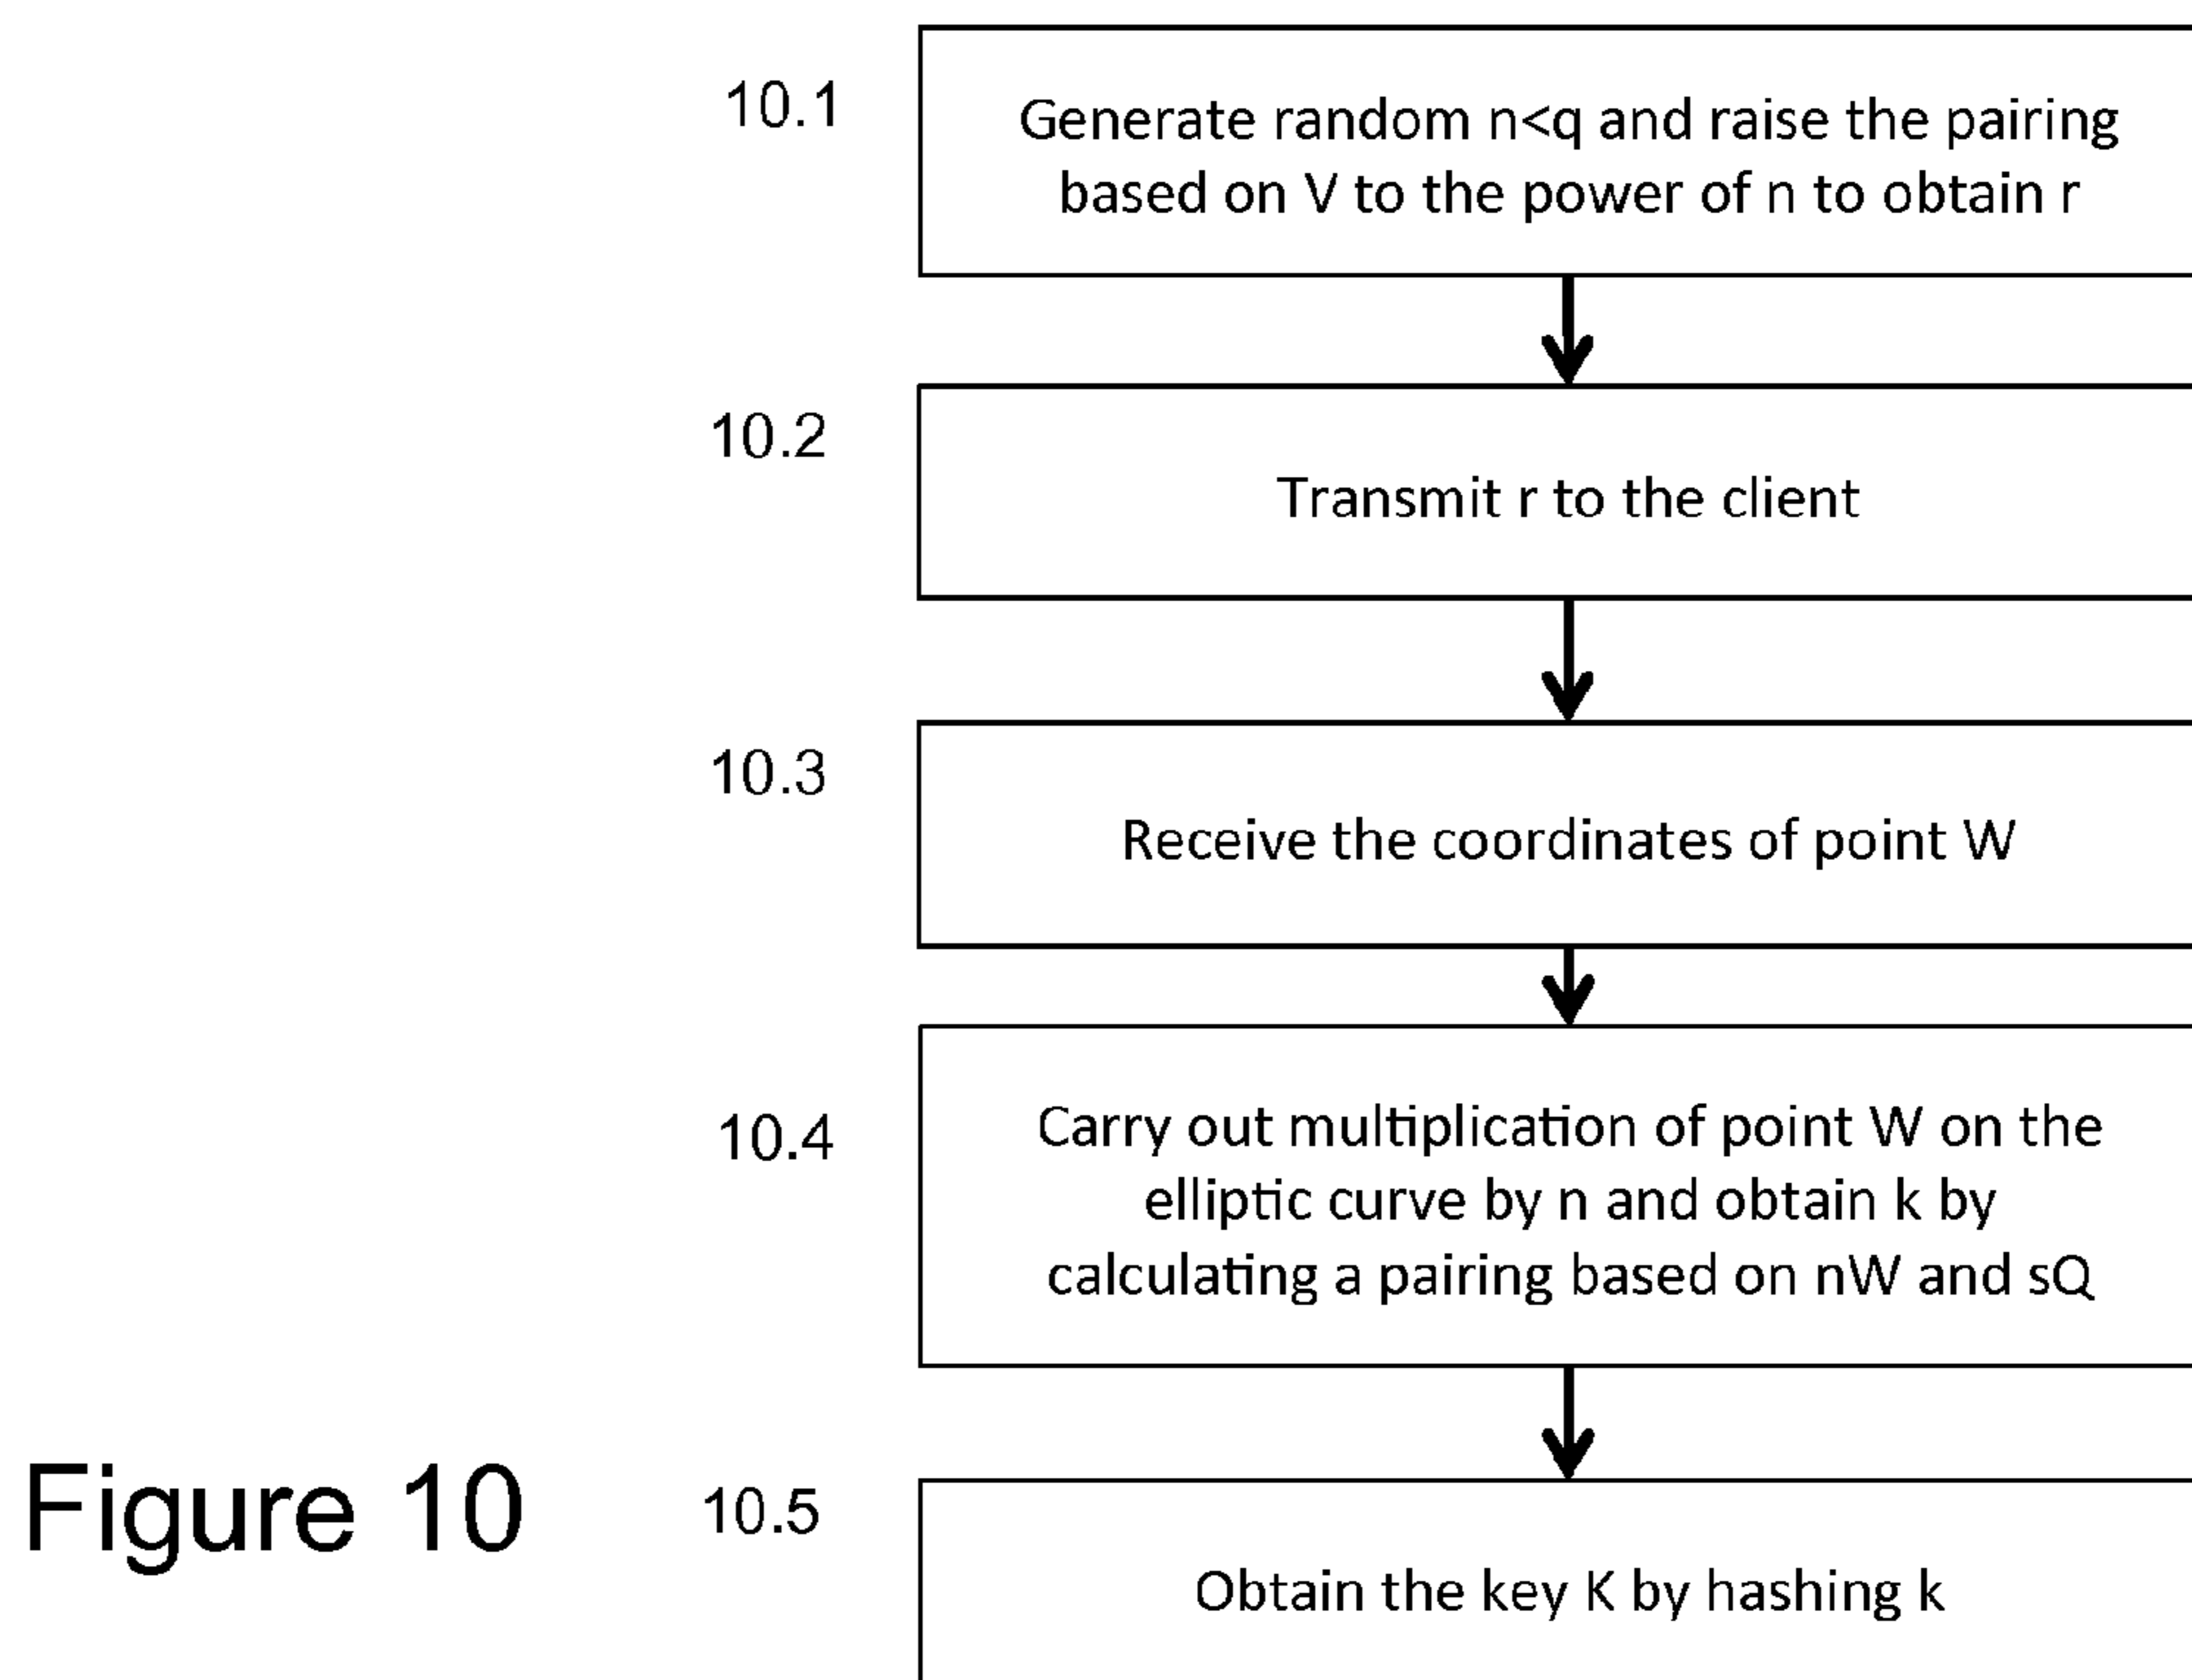 10.1
Generate random n<q and raise the pairing
based on V to the power of n to obtain r
10.2
Transmit r to the client
10.3
Receive the coordinates of point W
10.4
Carry out multiplication of point W on the
elliptic curve by n and obtain k by
calculating a pairing based on nW and sQ
Figure 10
10.5
Obtain the key K by hashing k